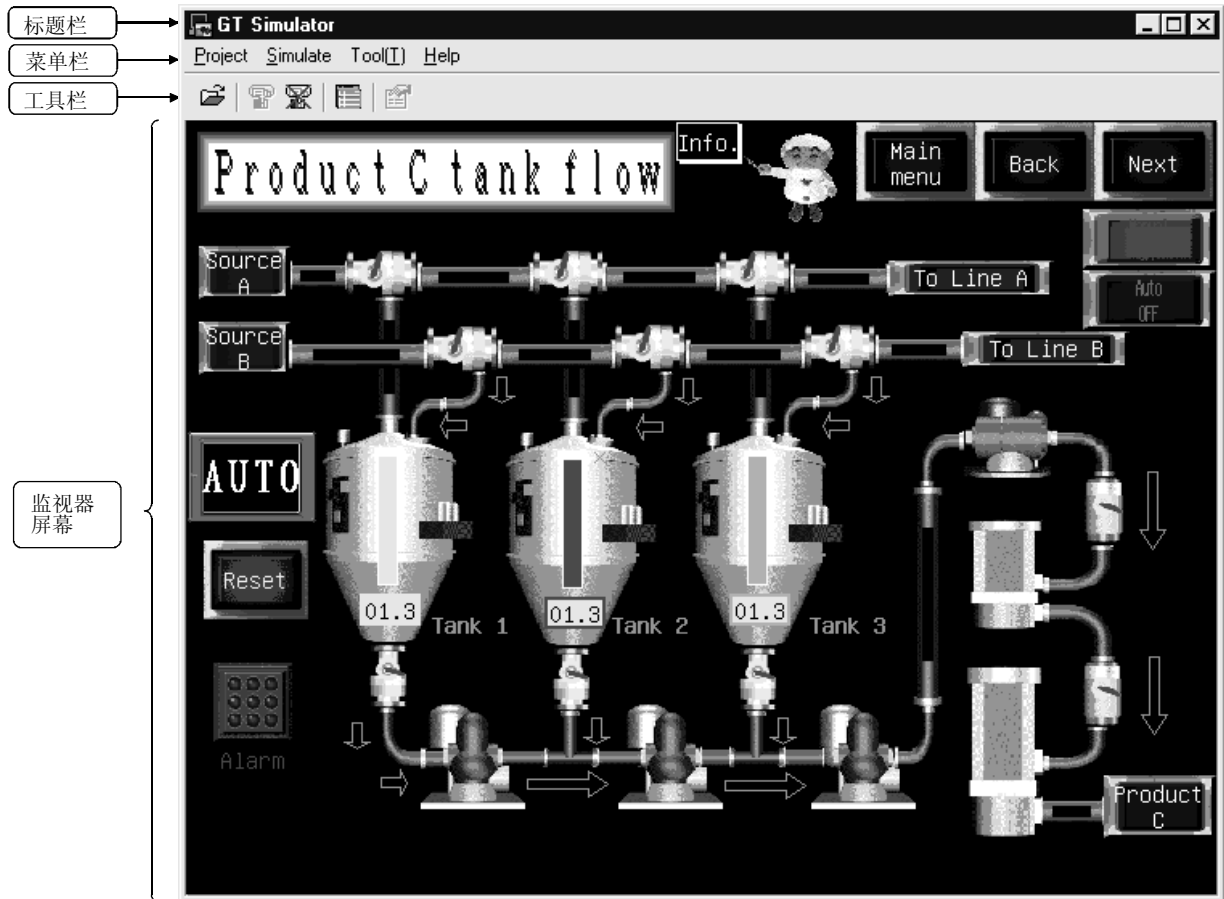 标题栏
GT Simulator
菜单栏
Project Simulate Tool(T) Help
工具栏
Product C tank flow
Info.
Main
menu
Back
Next
Source
A
To Line A
Auto
OFF
Source
B
To Line B
AUTO
监视器
屏幕
Reset
01.3
Tank 1
01.3
Tank 2
01.3
Tank 3
Alarm
Product
C